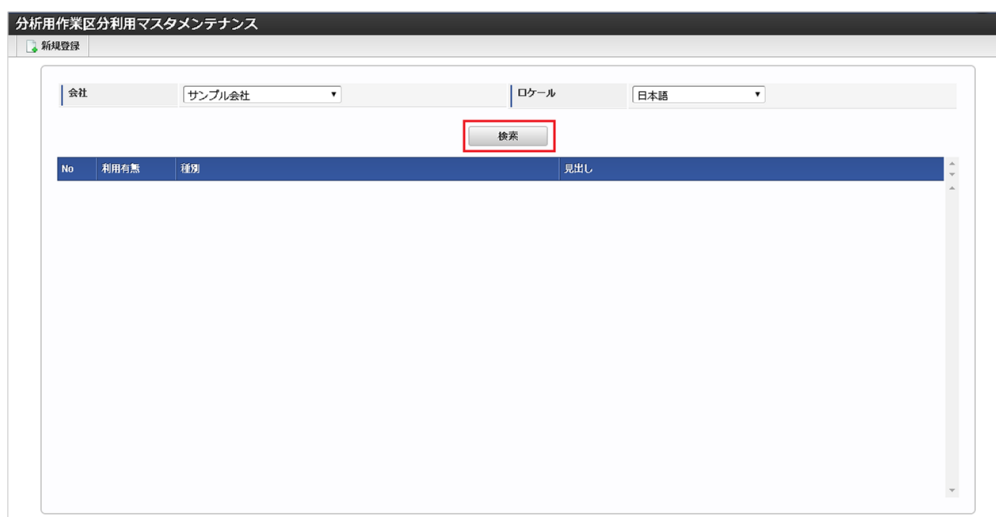 分析用作業区分利用マスタメンテナンス
新規登録
会社 サンプル会社 ロケール 日本語
検索
No 利用有無 種別 見出し